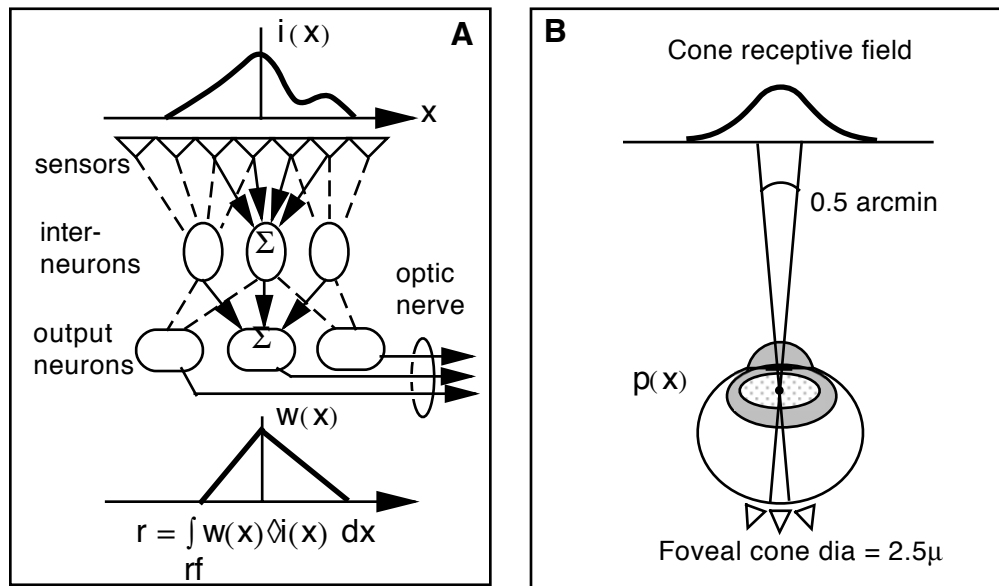 A
i(x)
x
sensors
inter-
neurons
Σ
optic
nerve
output
neurons
Σ
w(x)
r = ∫ w(x) ◊i(x) dx
rf
B
Cone receptive field
0.5 arcmin
p(x)
Foveal cone dia = 2.5μ